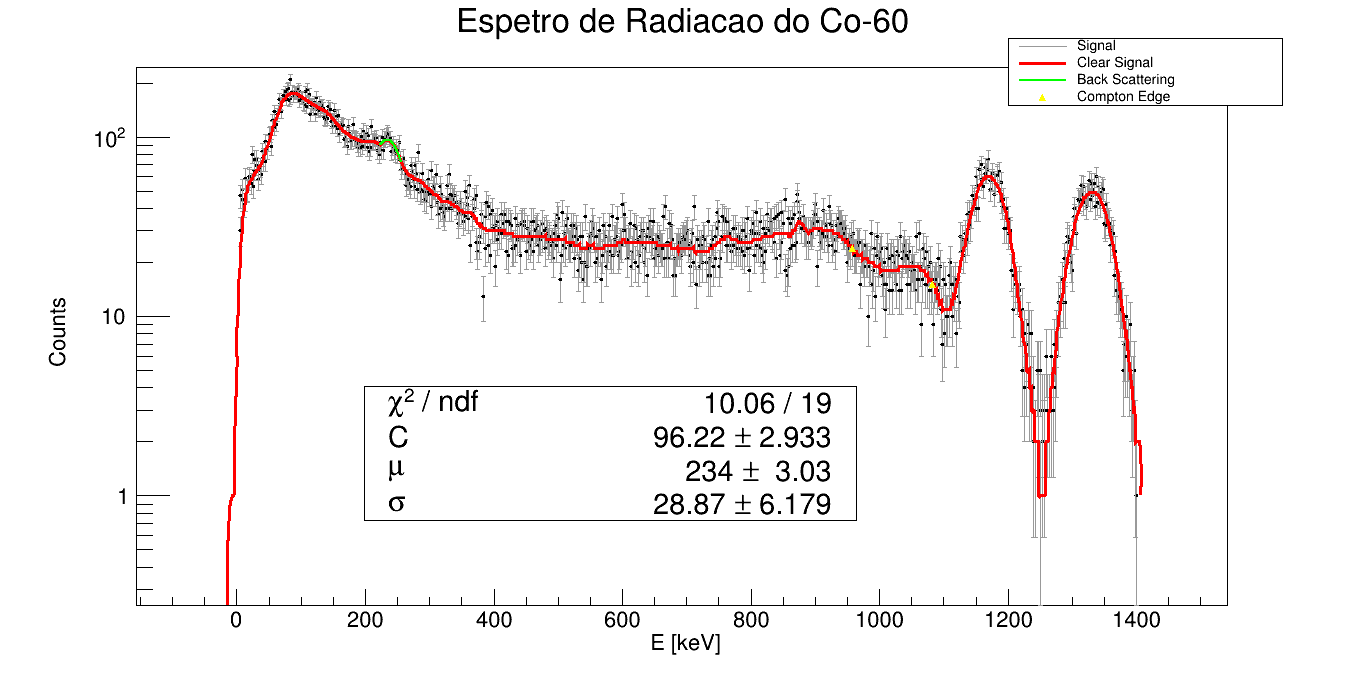 Espetro de Radiacao do Co-60
Signal
Clear Signal
Back Scattering
Compton Edge
10²
10
1
Counts
χ² / ndf 10.06 / 19
C 96.22 ± 2.933
μ 234 ± 3.03
σ 28.87 ± 6.179
0 200 400 600 800 1000 1200 1400
E [keV]